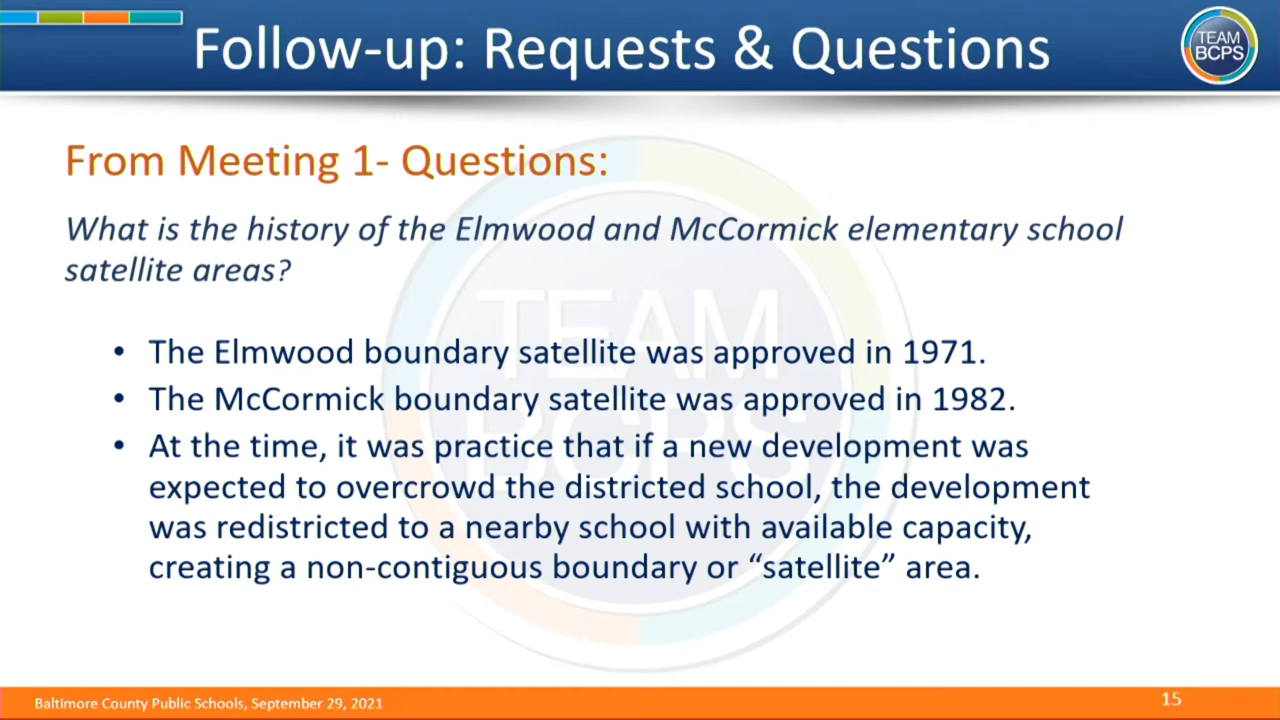 Follow-up: Requests & Questions
TEAM
BCPS
From Meeting 1- Questions:
What is the history of the Elmwood and McCormick elementary school
satellite areas?
• The Elmwood boundary satellite was approved in 1971.
• The McCormick boundary satellite was approved in 1982.
• At the time, it was practice that if a new development was
expected to overcrowd the districted school, the development
was redistricted to a nearby school with available capacity,
creating a non-contiguous boundary or “satellite” area.
TEAM
BCPS
Baltimore County Public Schools, September 29, 2021
15